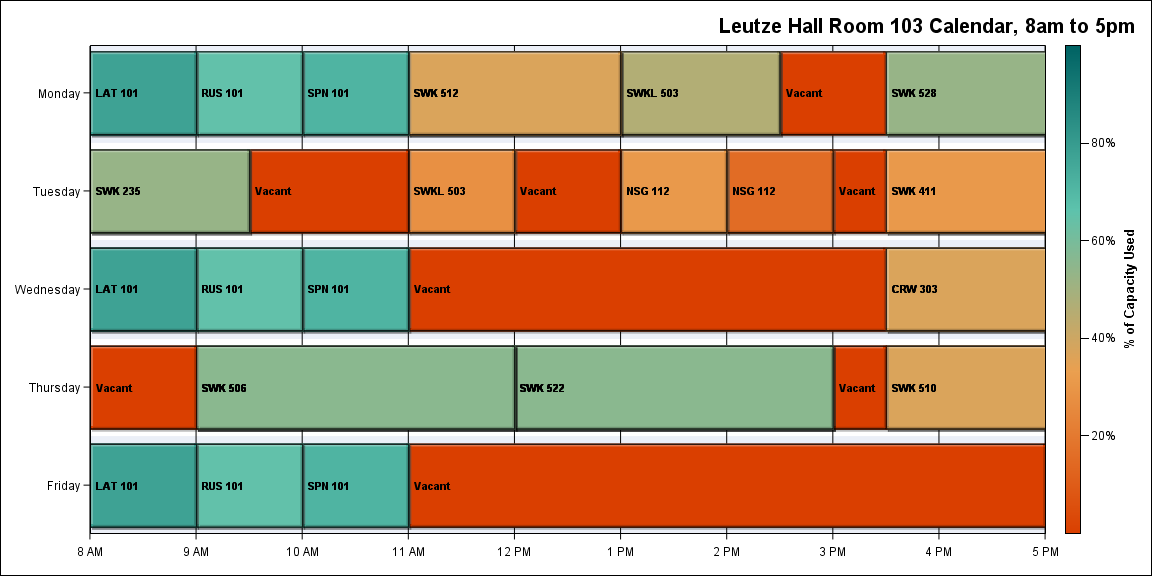 Leutze Hall Room 103 Calendar, 8am to 5pm
Monday
LAT 101
RUS 101
SPN 101
SWK 512
SWKL 503
Vacant
SWK 528
Tuesday
SWK 235
Vacant
SWKL 503
Vacant
NSG 112
NSG 112
Vacant
SWK 411
Wednesday
LAT 101
RUS 101
SPN 101
Vacant
CRW 303
Thursday
Vacant
SWK 506
SWK 522
Vacant
SWK 510
Friday
LAT 101
RUS 101
SPN 101
Vacant
8 AM
9 AM
10 AM
11 AM
12 PM
1 PM
2 PM
3 PM
4 PM
5 PM
80%
60%
40%
20%
% of Capacity Used